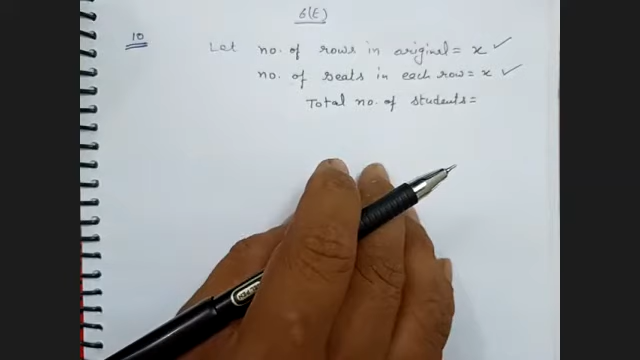 6(E)
10
Let no. of rows in original = x ✓
no. of seats in each row = x ✓
Total no. of students =